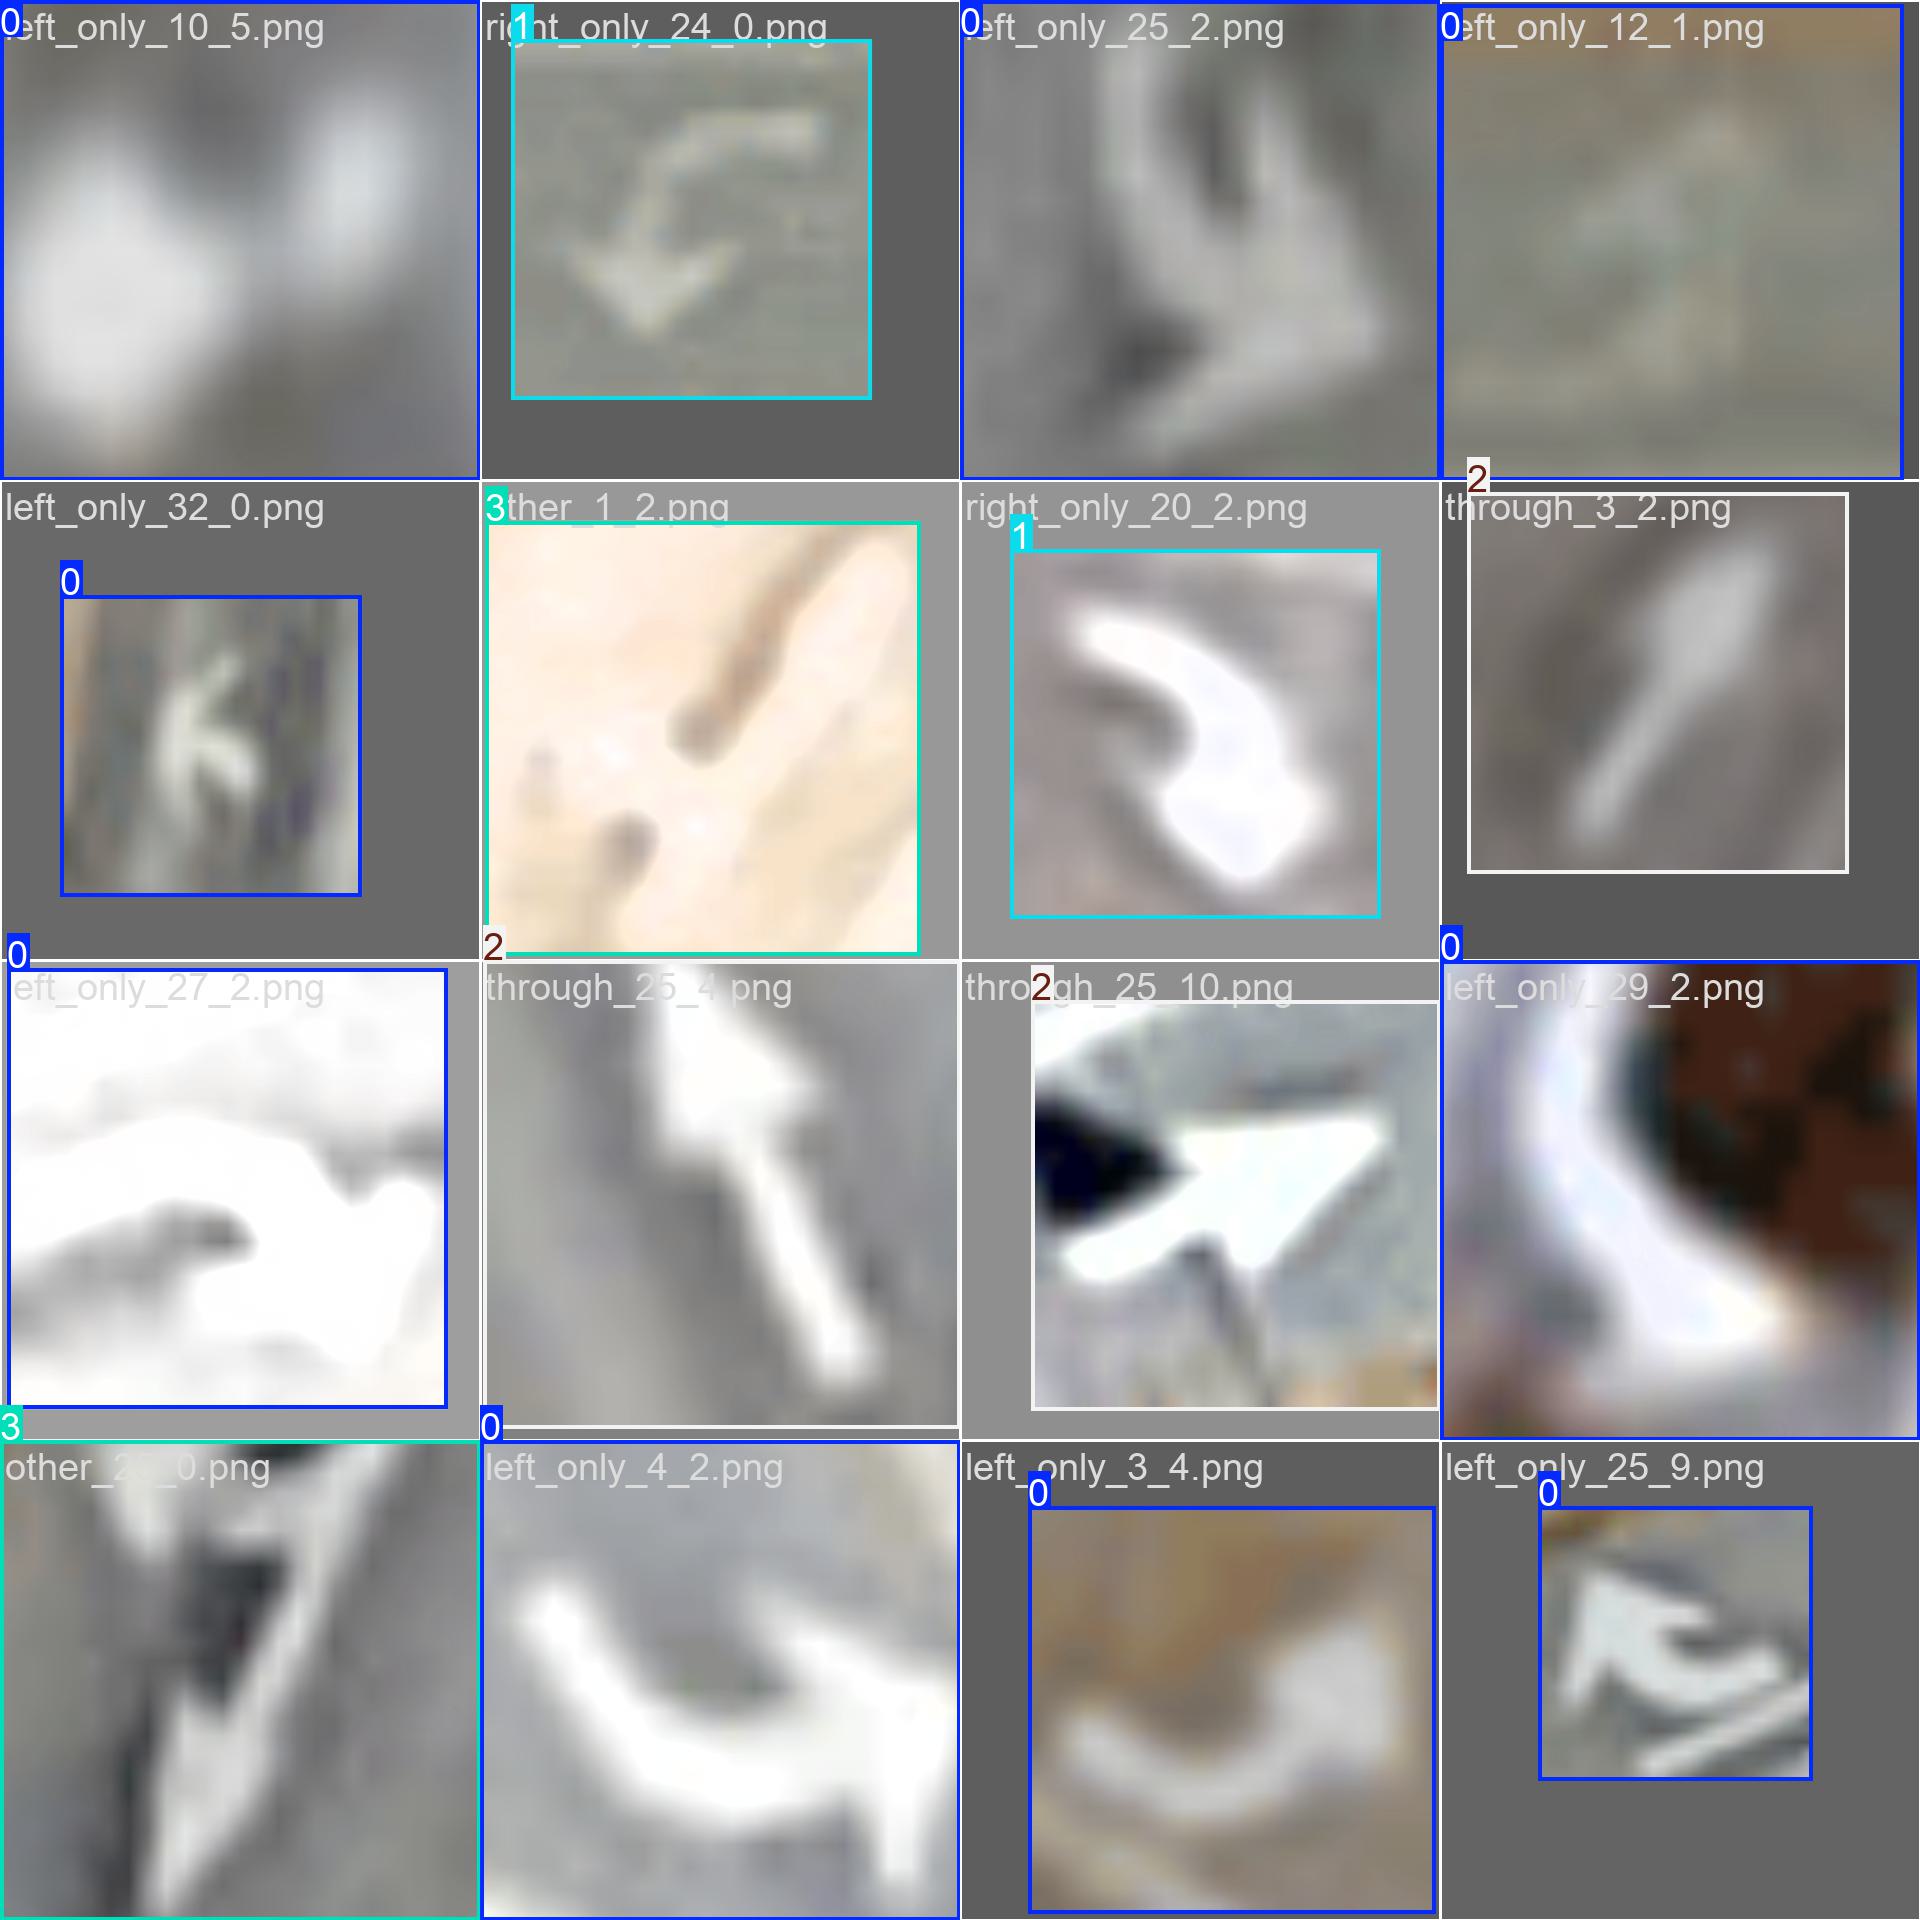 0
left_only_10_5.png
1
right_only_24_0.png
0
left_only_25_2.png
0
left_only_12_1.png
left_only_32_0.png
0
3
other_1_2.png
right_only_20_2.png
1
2
through_3_2.png
0
left_only_27_2.png
2
through_25_4.png
through_25_10.png
2
0
left_only_29_2.png
3
0
left_only_4_2.png
left_only_3_4.png
0
left_only_25_9.png
0